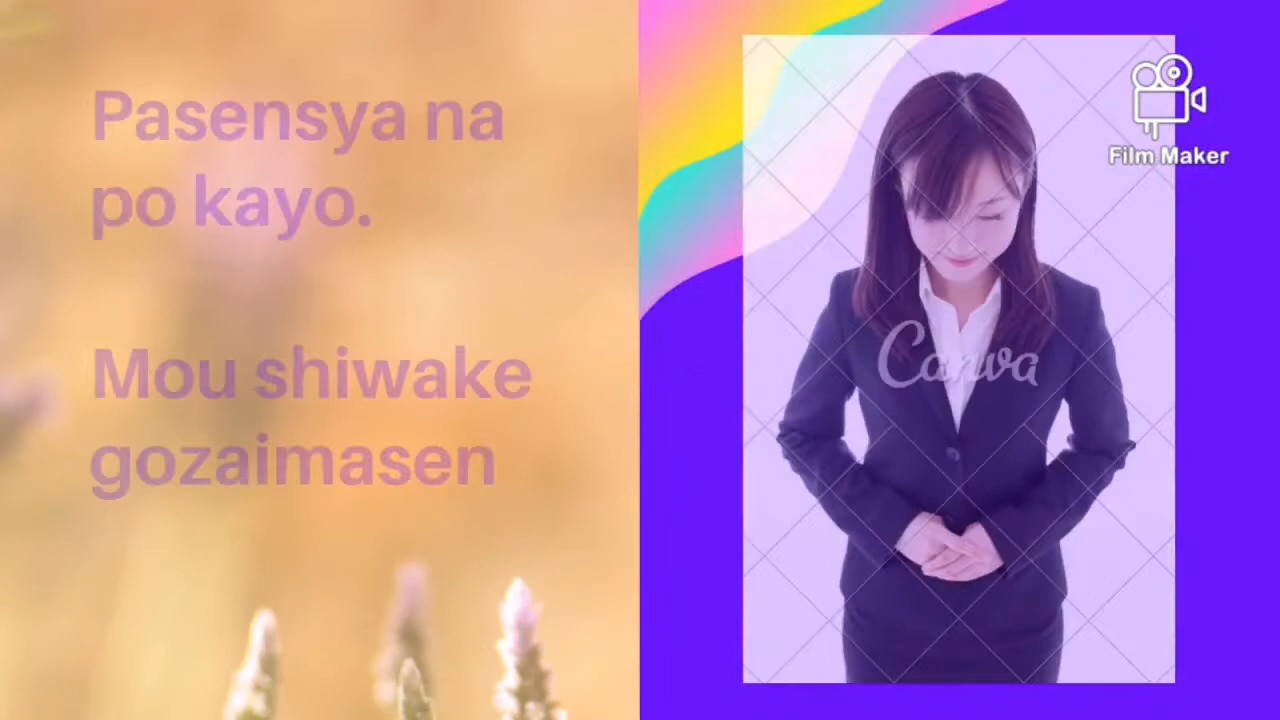 Pasensya na
po kayo.
Mou shiwake
gozaimasen
Film Maker
Canva